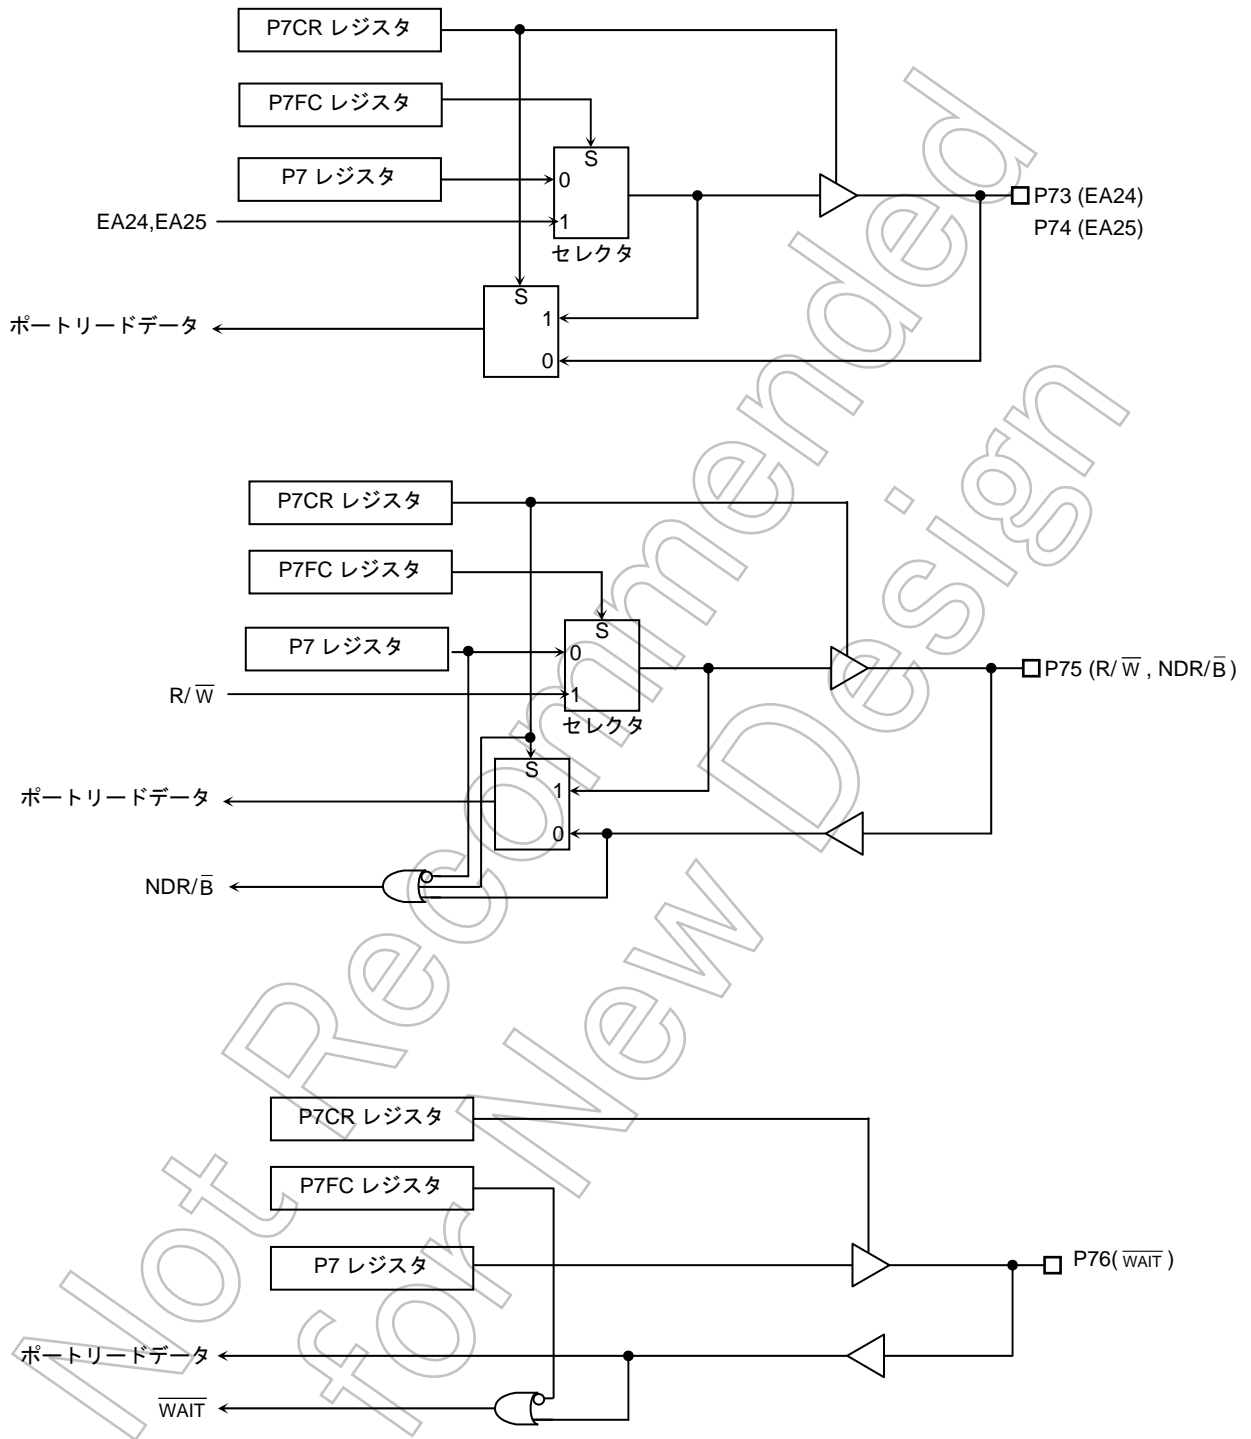 P7CR レジスタ
P7FC レジスタ
S
P7 レジスタ
0
EA24,EA25
1
セレクタ
P73 (EA24)
P74 (EA25)
S
ポートリードデータ
1
0
P7CR レジスタ
P7FC レジスタ
S
P7 レジスタ
0
R/W̅
1
セレクタ
P75 (R/W̅ , NDR/B̅)
S
ポートリードデータ
1
0
NDR/B̅
P7CR レジスタ
P7FC レジスタ
P7 レジスタ
P76(W̅A̅I̅T̅)
ポートリードデータ
W̅A̅I̅T̅
Not Recommended
for New Design